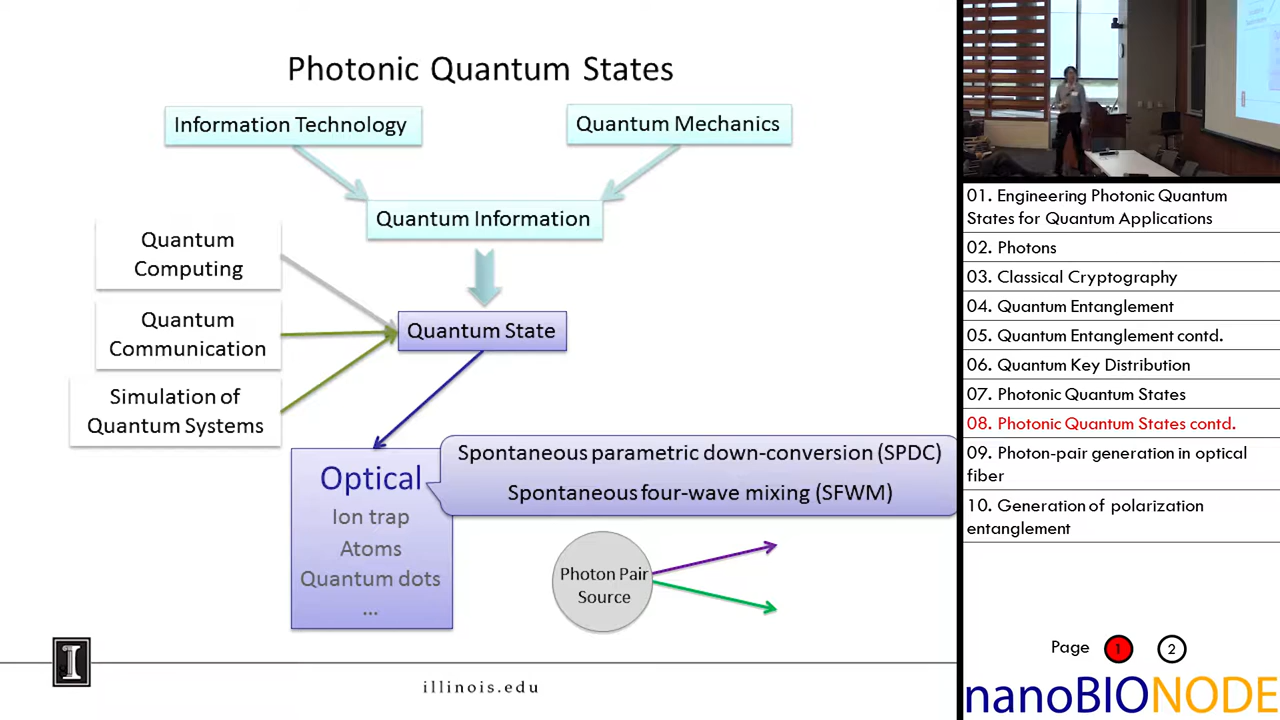 Photonic Quantum States
Information Technology
Quantum Mechanics
Quantum Information
Quantum
Computing
Quantum
Communication
Simulation of
Quantum Systems
Quantum State
Optical
Ion trap
Atoms
Quantum dots
...
Spontaneous parametric down-conversion (SPDC)
Spontaneous four-wave mixing (SFWM)
Photon Pair
Source
I
illinois.edu
01. Engineering Photonic Quantum
States for Quantum Applications
02. Photons
03. Classical Cryptography
04. Quantum Entanglement
05. Quantum Entanglement contd.
06. Quantum Key Distribution
07. Photonic Quantum States
08. Photonic Quantum States contd.
09. Photon-pair generation in optical
fiber
10. Generation of polarization
entanglement
Page 1 2
nanoBIONODE